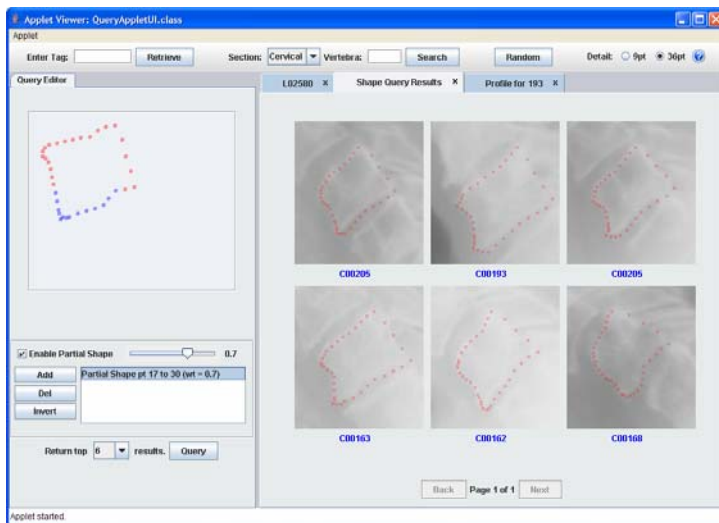 Applet Viewer: QueryAppletUI.class
Applet
Enter Tag: Retrieve Section: Cervical Vertebra: Search Random Detail: 9pt 36pt ?
Query Editor
L02580 x Shape Query Results x Profile for 193 x
C00205 C00193 C00205
Enable Partial Shape 0.7
Add Partial Shape pt 17 to 30 (wt = 0.7)
Del
Invert
C00163 C00162 C00168
Return top 6 results. Query
Back Page 1 of 1 Next
Applet started.